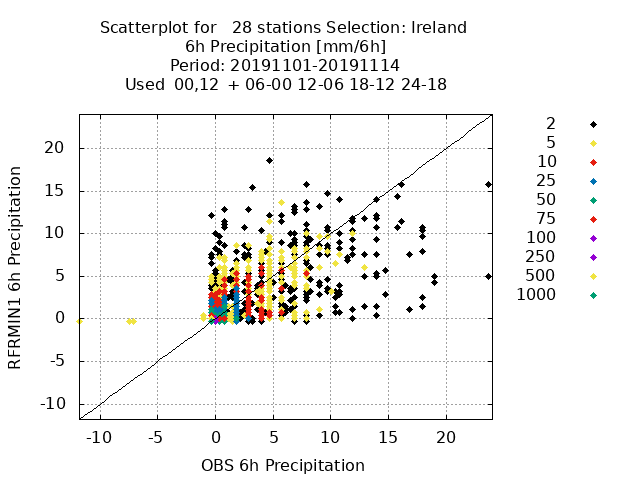 Scatterplot for   28 stations Selection: Ireland
6h Precipitation [mm/6h]
Period: 20191101-20191114
Used  00,12  + 06-00 12-06 18-12 24-18
2
5
10
25
50
75
100
250
500
1000
20
15
10
5
0
-5
-10
RFRMIN1 6h Precipitation
-10 -5 0 5 10 15 20
OBS 6h Precipitation